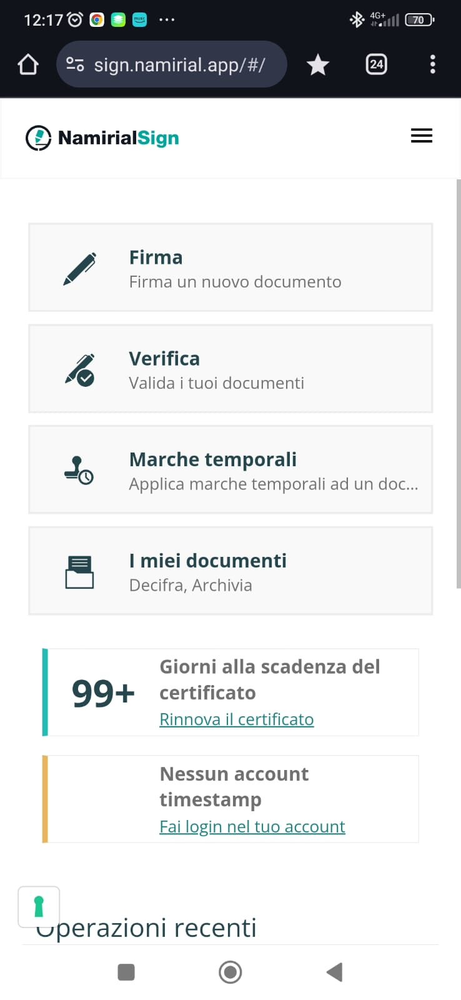 12:17
music
4G+
70
sign.namirial.app/#/
24
NamirialSign
Firma
Firma un nuovo documento
Verifica
Valida i tuoi documenti
Marche temporali
Applica marche temporali ad un doc...
I miei documenti
Decifra, Archivia
99+
Giorni alla scadenza del
certificato
Rinnova il certificato
Nessun account
timestamp
Fai login nel tuo account
Operazioni recenti